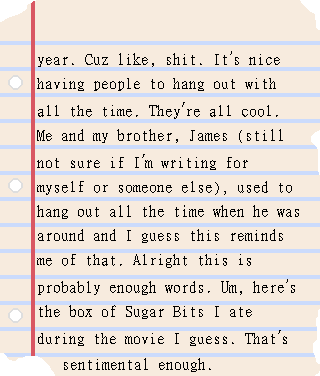 year. Cuz like, shit. It's nice
having people to hang out with
all the time. They're all cool.
Me and my brother, James (still
not sure if I'm writing for
myself or someone else), used to
hang out all the time when he was
around and I guess this reminds
me of that. Alright this is
probably enough words. Um, here's
the box of Sugar Bits I ate
during the movie I guess. That's
sentimental enough.